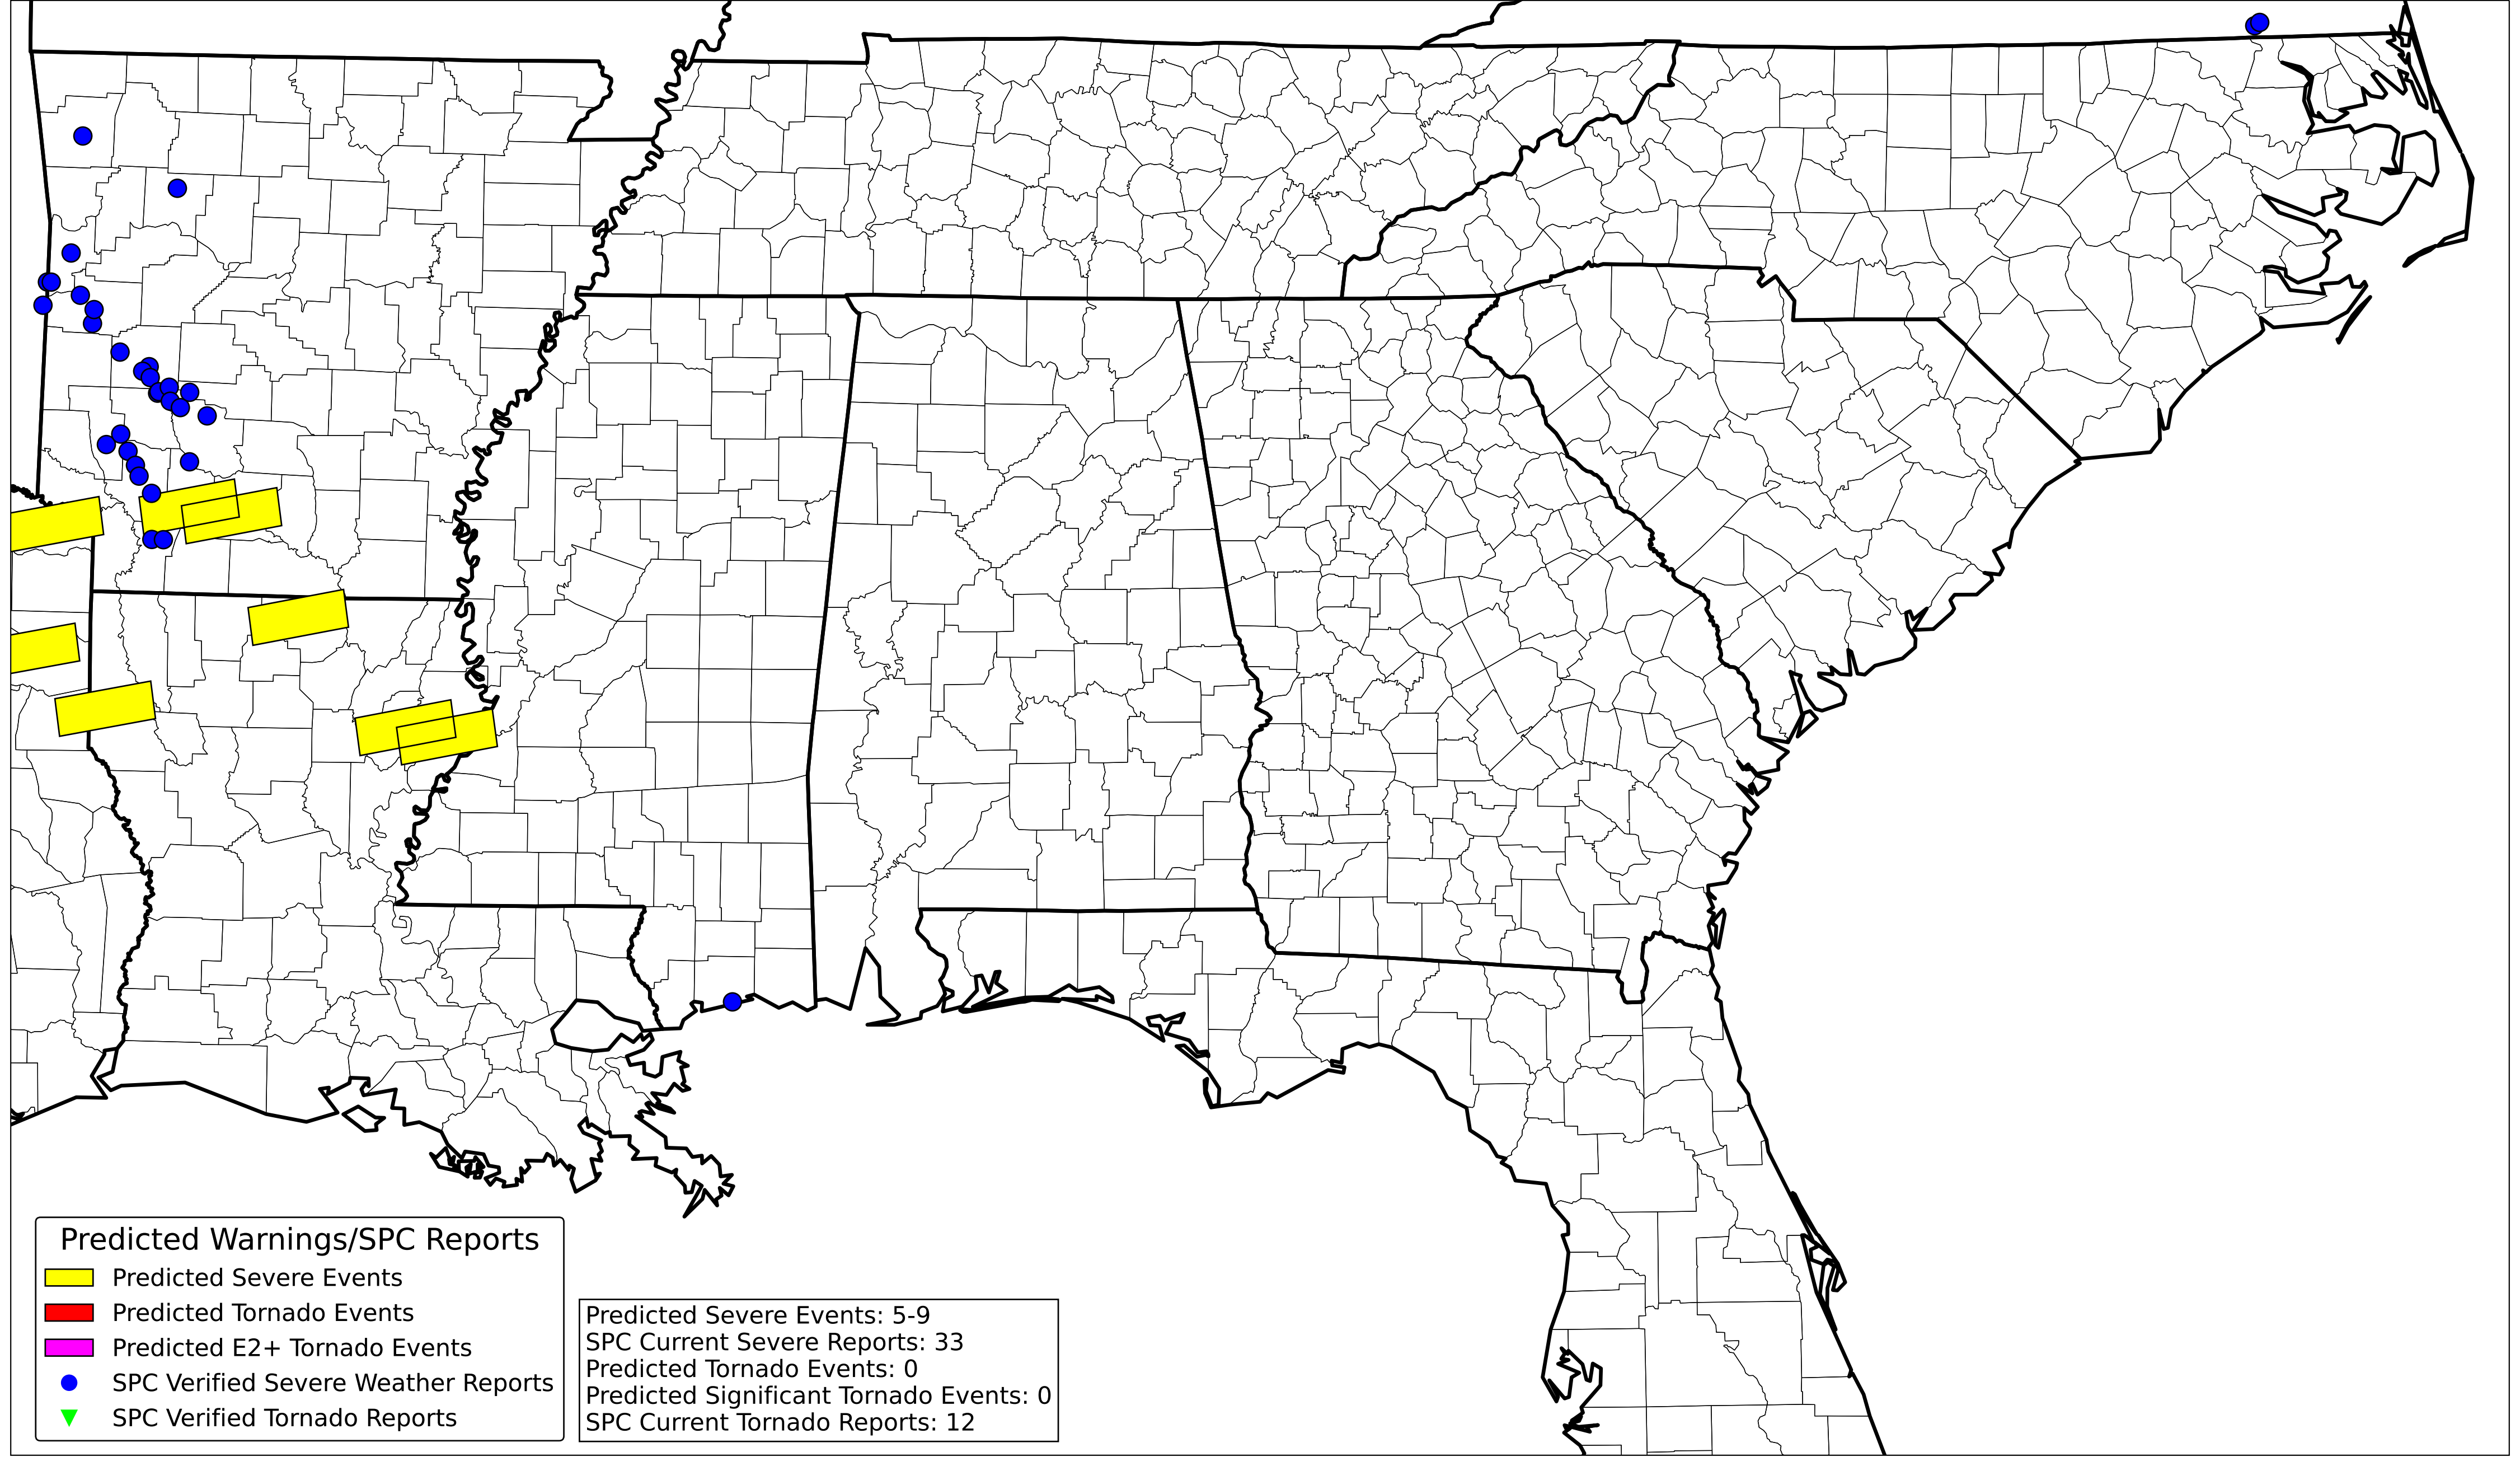 Predicted Warnings/SPC Reports
Predicted Severe Events
Predicted Tornado Events
Predicted E2+ Tornado Events
SPC Verified Severe Weather Reports
SPC Verified Tornado Reports
Predicted Severe Events: 5-9
SPC Current Severe Reports: 33
Predicted Tornado Events: 0
Predicted Significant Tornado Events: 0
SPC Current Tornado Reports: 12